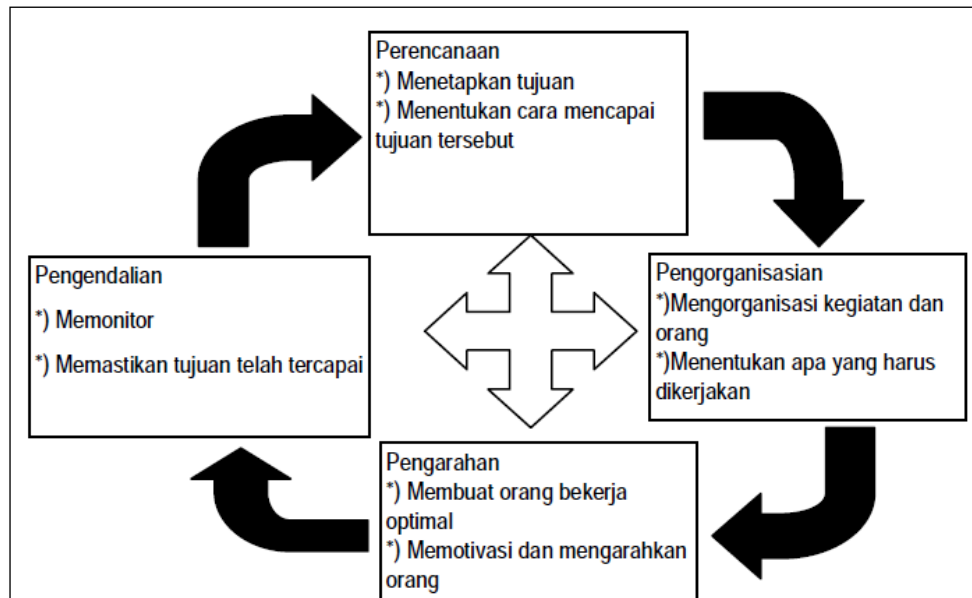 Perencanaan
*) Menetapkan tujuan
*) Menentukan cara mencapai
tujuan tersebut
Pengorganisasian
*)Mengorganisasi kegiatan dan
orang
*)Menentukan apa yang harus
dikerjakan
Pengarahan
*) Membuat orang bekerja
optimal
*) Memotivasi dan mengarahkan
orang
Pengendalian
*) Memonitor
*) Memastikan tujuan telah tercapai